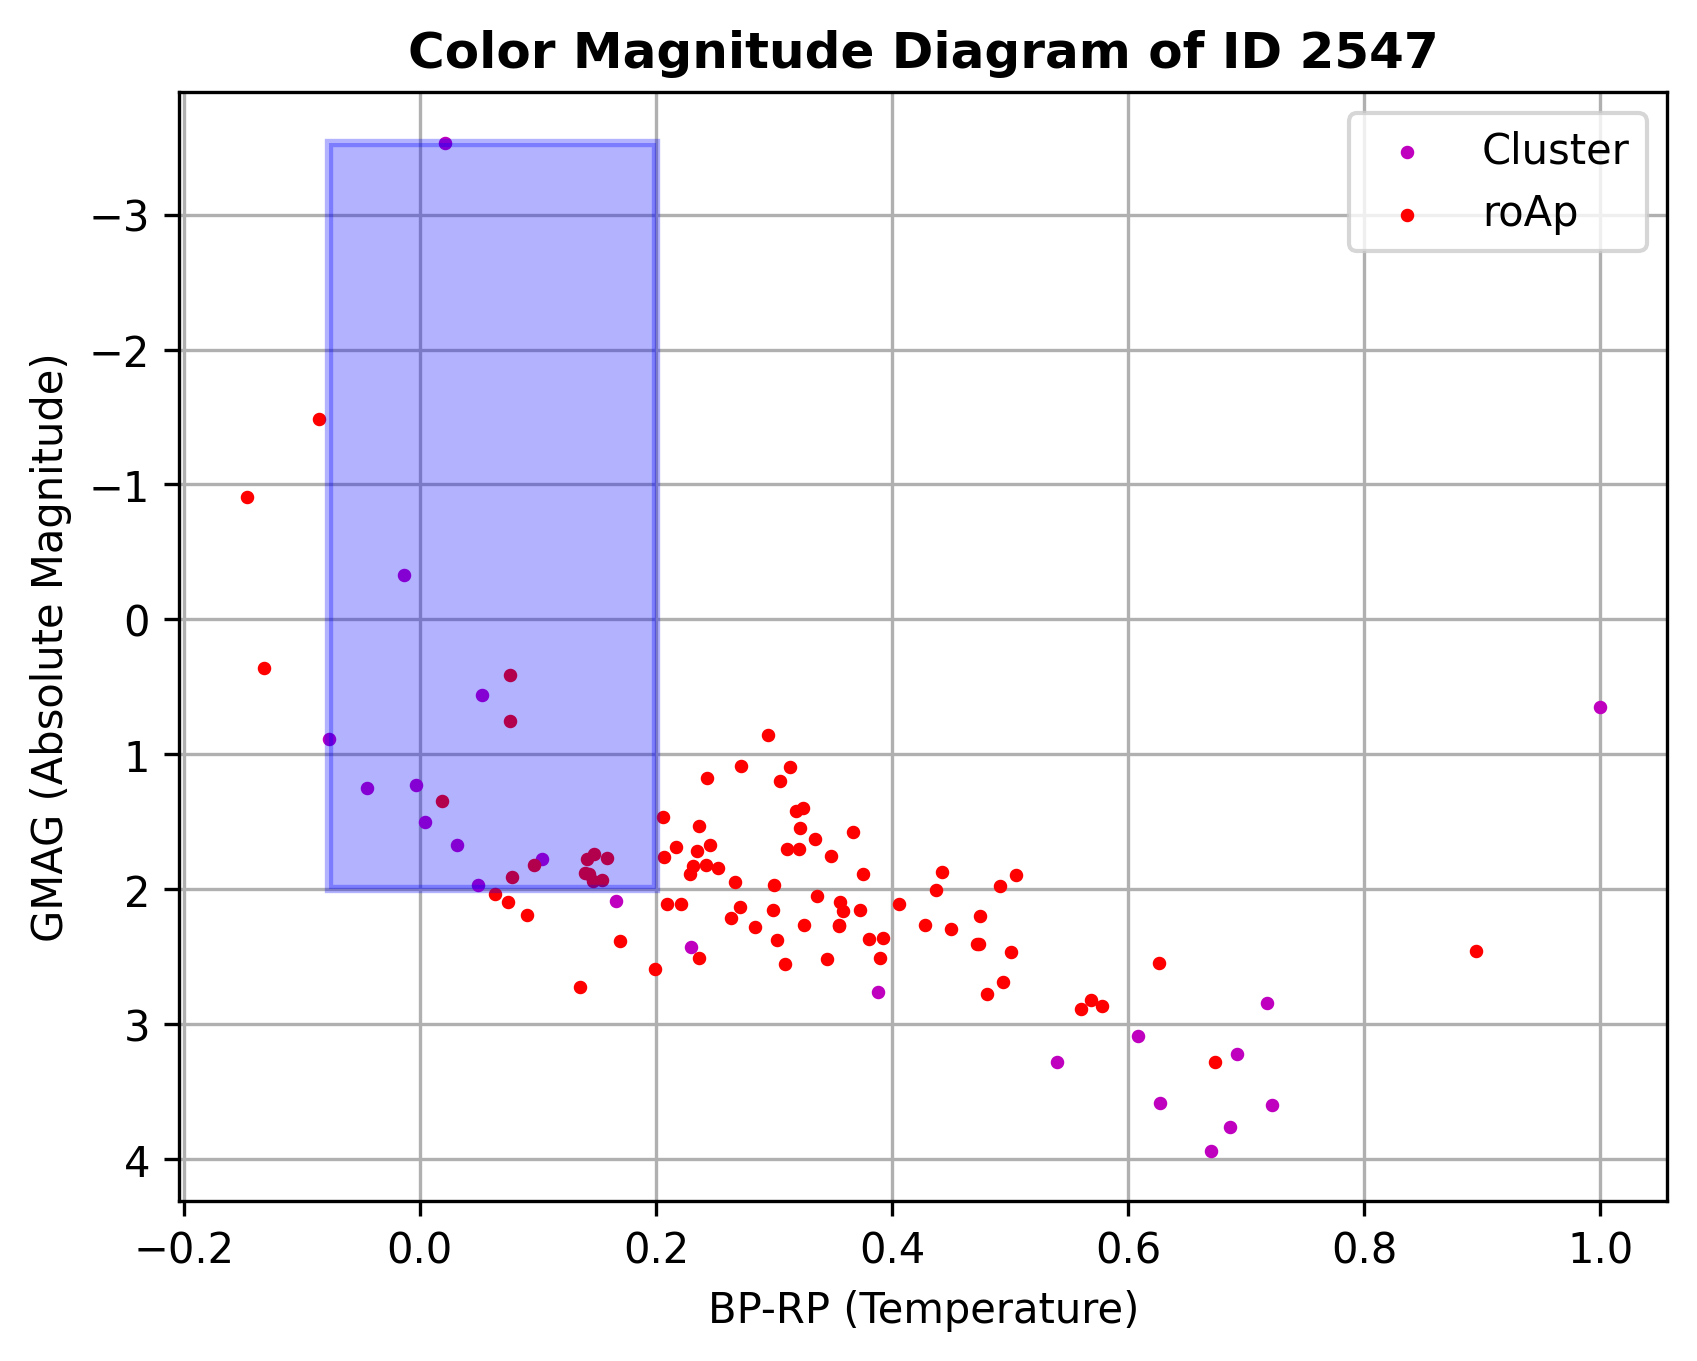 Color Magnitude Diagram of ID 2547
Cluster
roAp
GMAG (Absolute Magnitude)
−3
−2
−1
0
1
2
3
4
−0.2 0.0 0.2 0.4 0.6 0.8 1.0
BP-RP (Temperature)